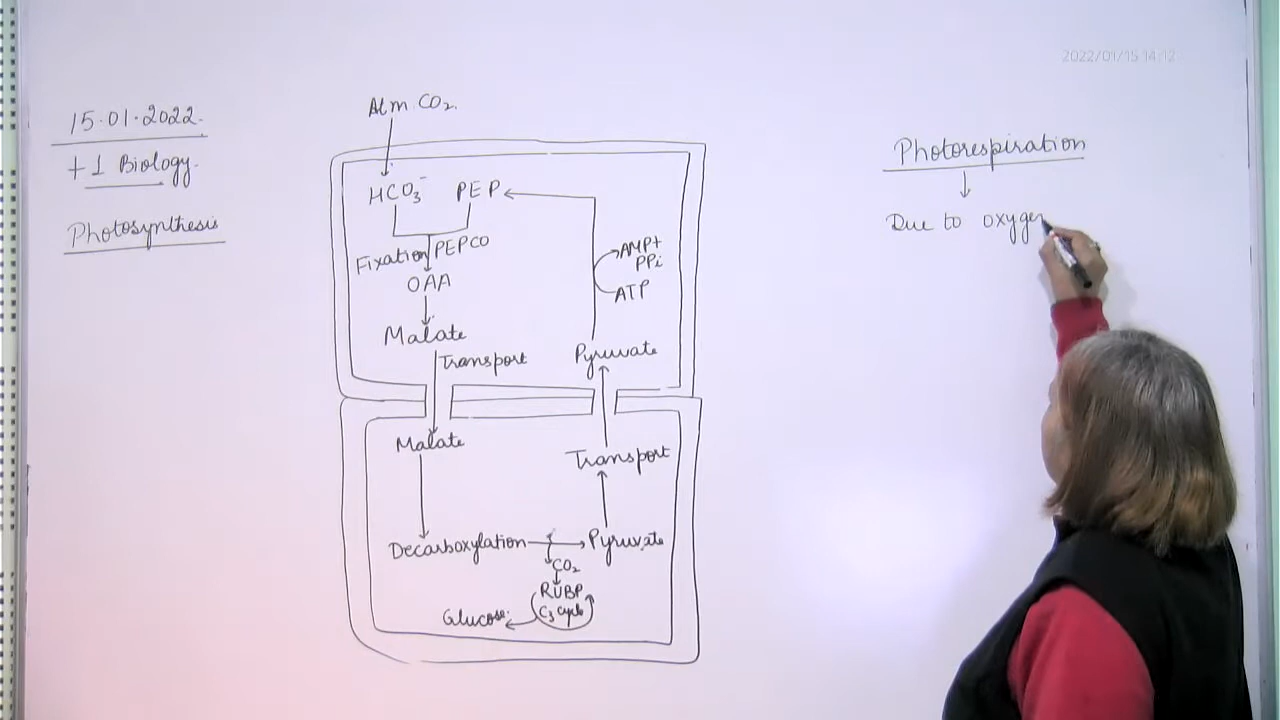 2022/01/15 14:12
15.01.2022.
+1 Biology.
Photosynthesis
Atm CO₂.
HCO₃⁻ PEP
Fixation PEPCO
OAA
Malate
Transport
AMP+
PPi
ATP
Pyruvate
Malate
Transport
Decarboxylation
Pyruvate
CO₂
RUBP
C₃ cycle
Glucose.
Photorespiration
Due to oxygen